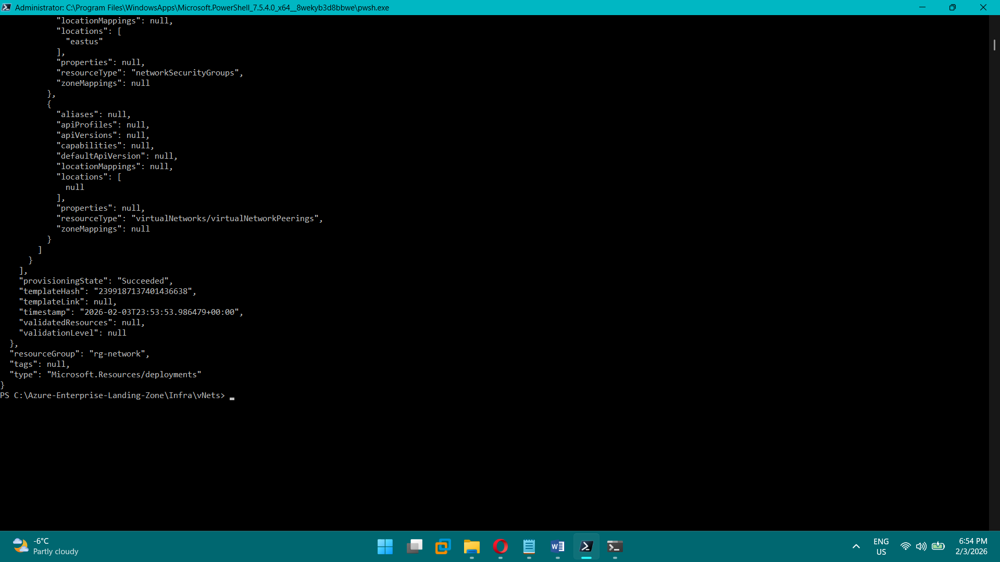 Administrator: C:\Program Files\WindowsApps\Microsoft.PowerShell_7.5.4.0_x64__8wekyb3d8bbwe\pwsh.exe
            "locationMappings": null,
            "locations": [
              "eastus"
            ],
            "properties": null,
            "resourceType": "networkSecurityGroups",
            "zoneMappings": null
          },
          {
            "aliases": null,
            "apiProfiles": null,
            "apiVersions": null,
            "capabilities": null,
            "defaultApiVersion": null,
            "locationMappings": null,
            "locations": [
              null
            ],
            "properties": null,
            "resourceType": "virtualNetworks/virtualNetworkPeerings",
            "zoneMappings": null
          }
        ]
      }
    ],
    "provisioningState": "Succeeded",
    "templateHash": "2399187137401436638",
    "templateLink": null,
    "timestamp": "2026-02-03T23:53:53.986479+00:00",
    "validatedResources": null,
    "validationLevel": null
  },
  "resourceGroup": "rg-network",
  "tags": null,
  "type": "Microsoft.Resources/deployments"
}
PS C:\Azure-Enterprise-Landing-Zone\Infra\vNets>
-6°C
Partly cloudy
ENG
US
6:54 PM
2/3/2026